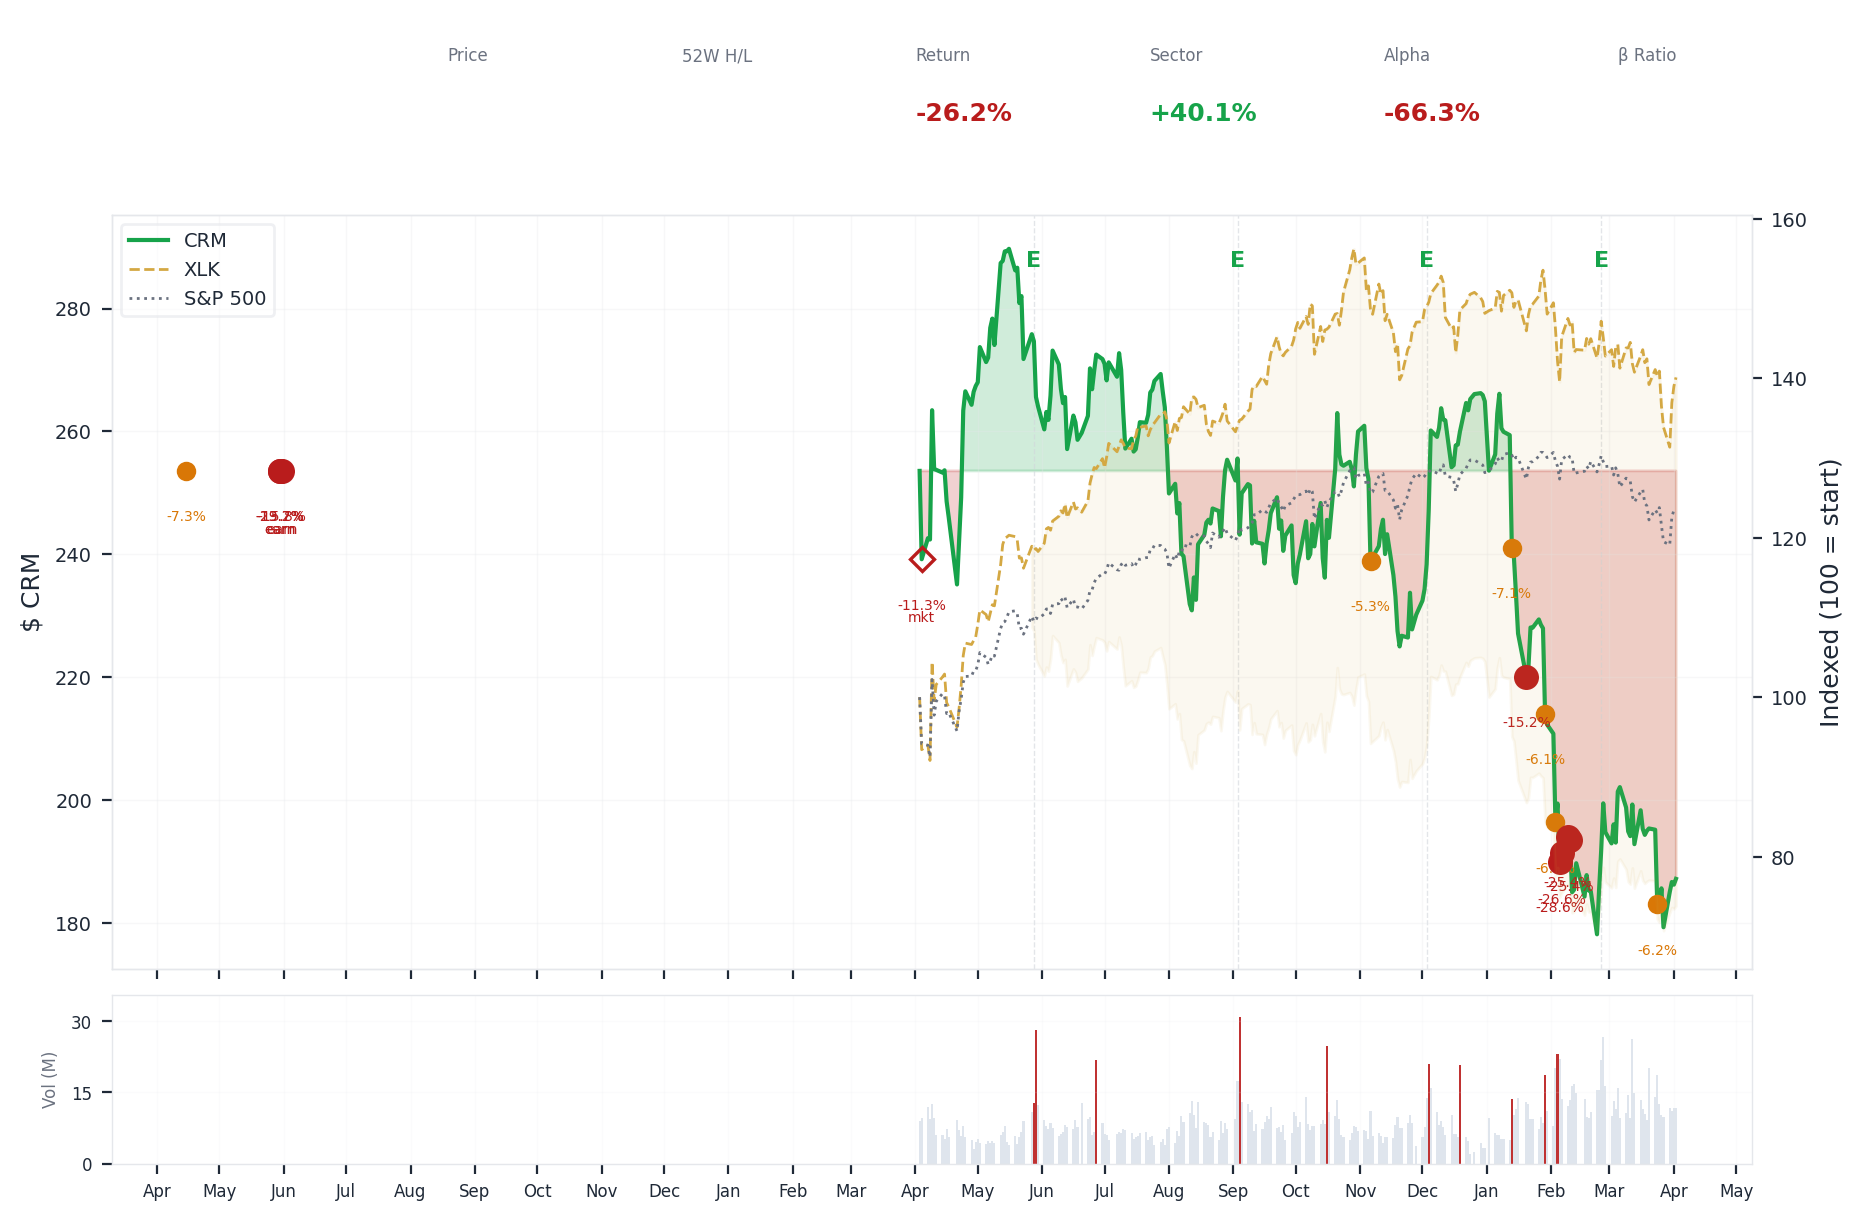 Price 52W H/L Return Sector Alpha β Ratio
-26.2% +40.1% -66.3%
CRM
XLK
S&P 500
E E E E
$ CRM
280
260
240
220
200
180
Indexed (100 = start)
160
140
120
100
80
-7.3%
earn
-11.3%
mkt
-5.3%
-7.1%
-15.2%
-6.1%
-25.4%
-26.6%
-28.6%
-6.2%
Vol (M)
30
15
0
Apr May Jun Jul Aug Sep Oct Nov Dec Jan Feb Mar Apr May Jun Jul Aug Sep Oct Nov Dec Jan Feb Mar Apr May